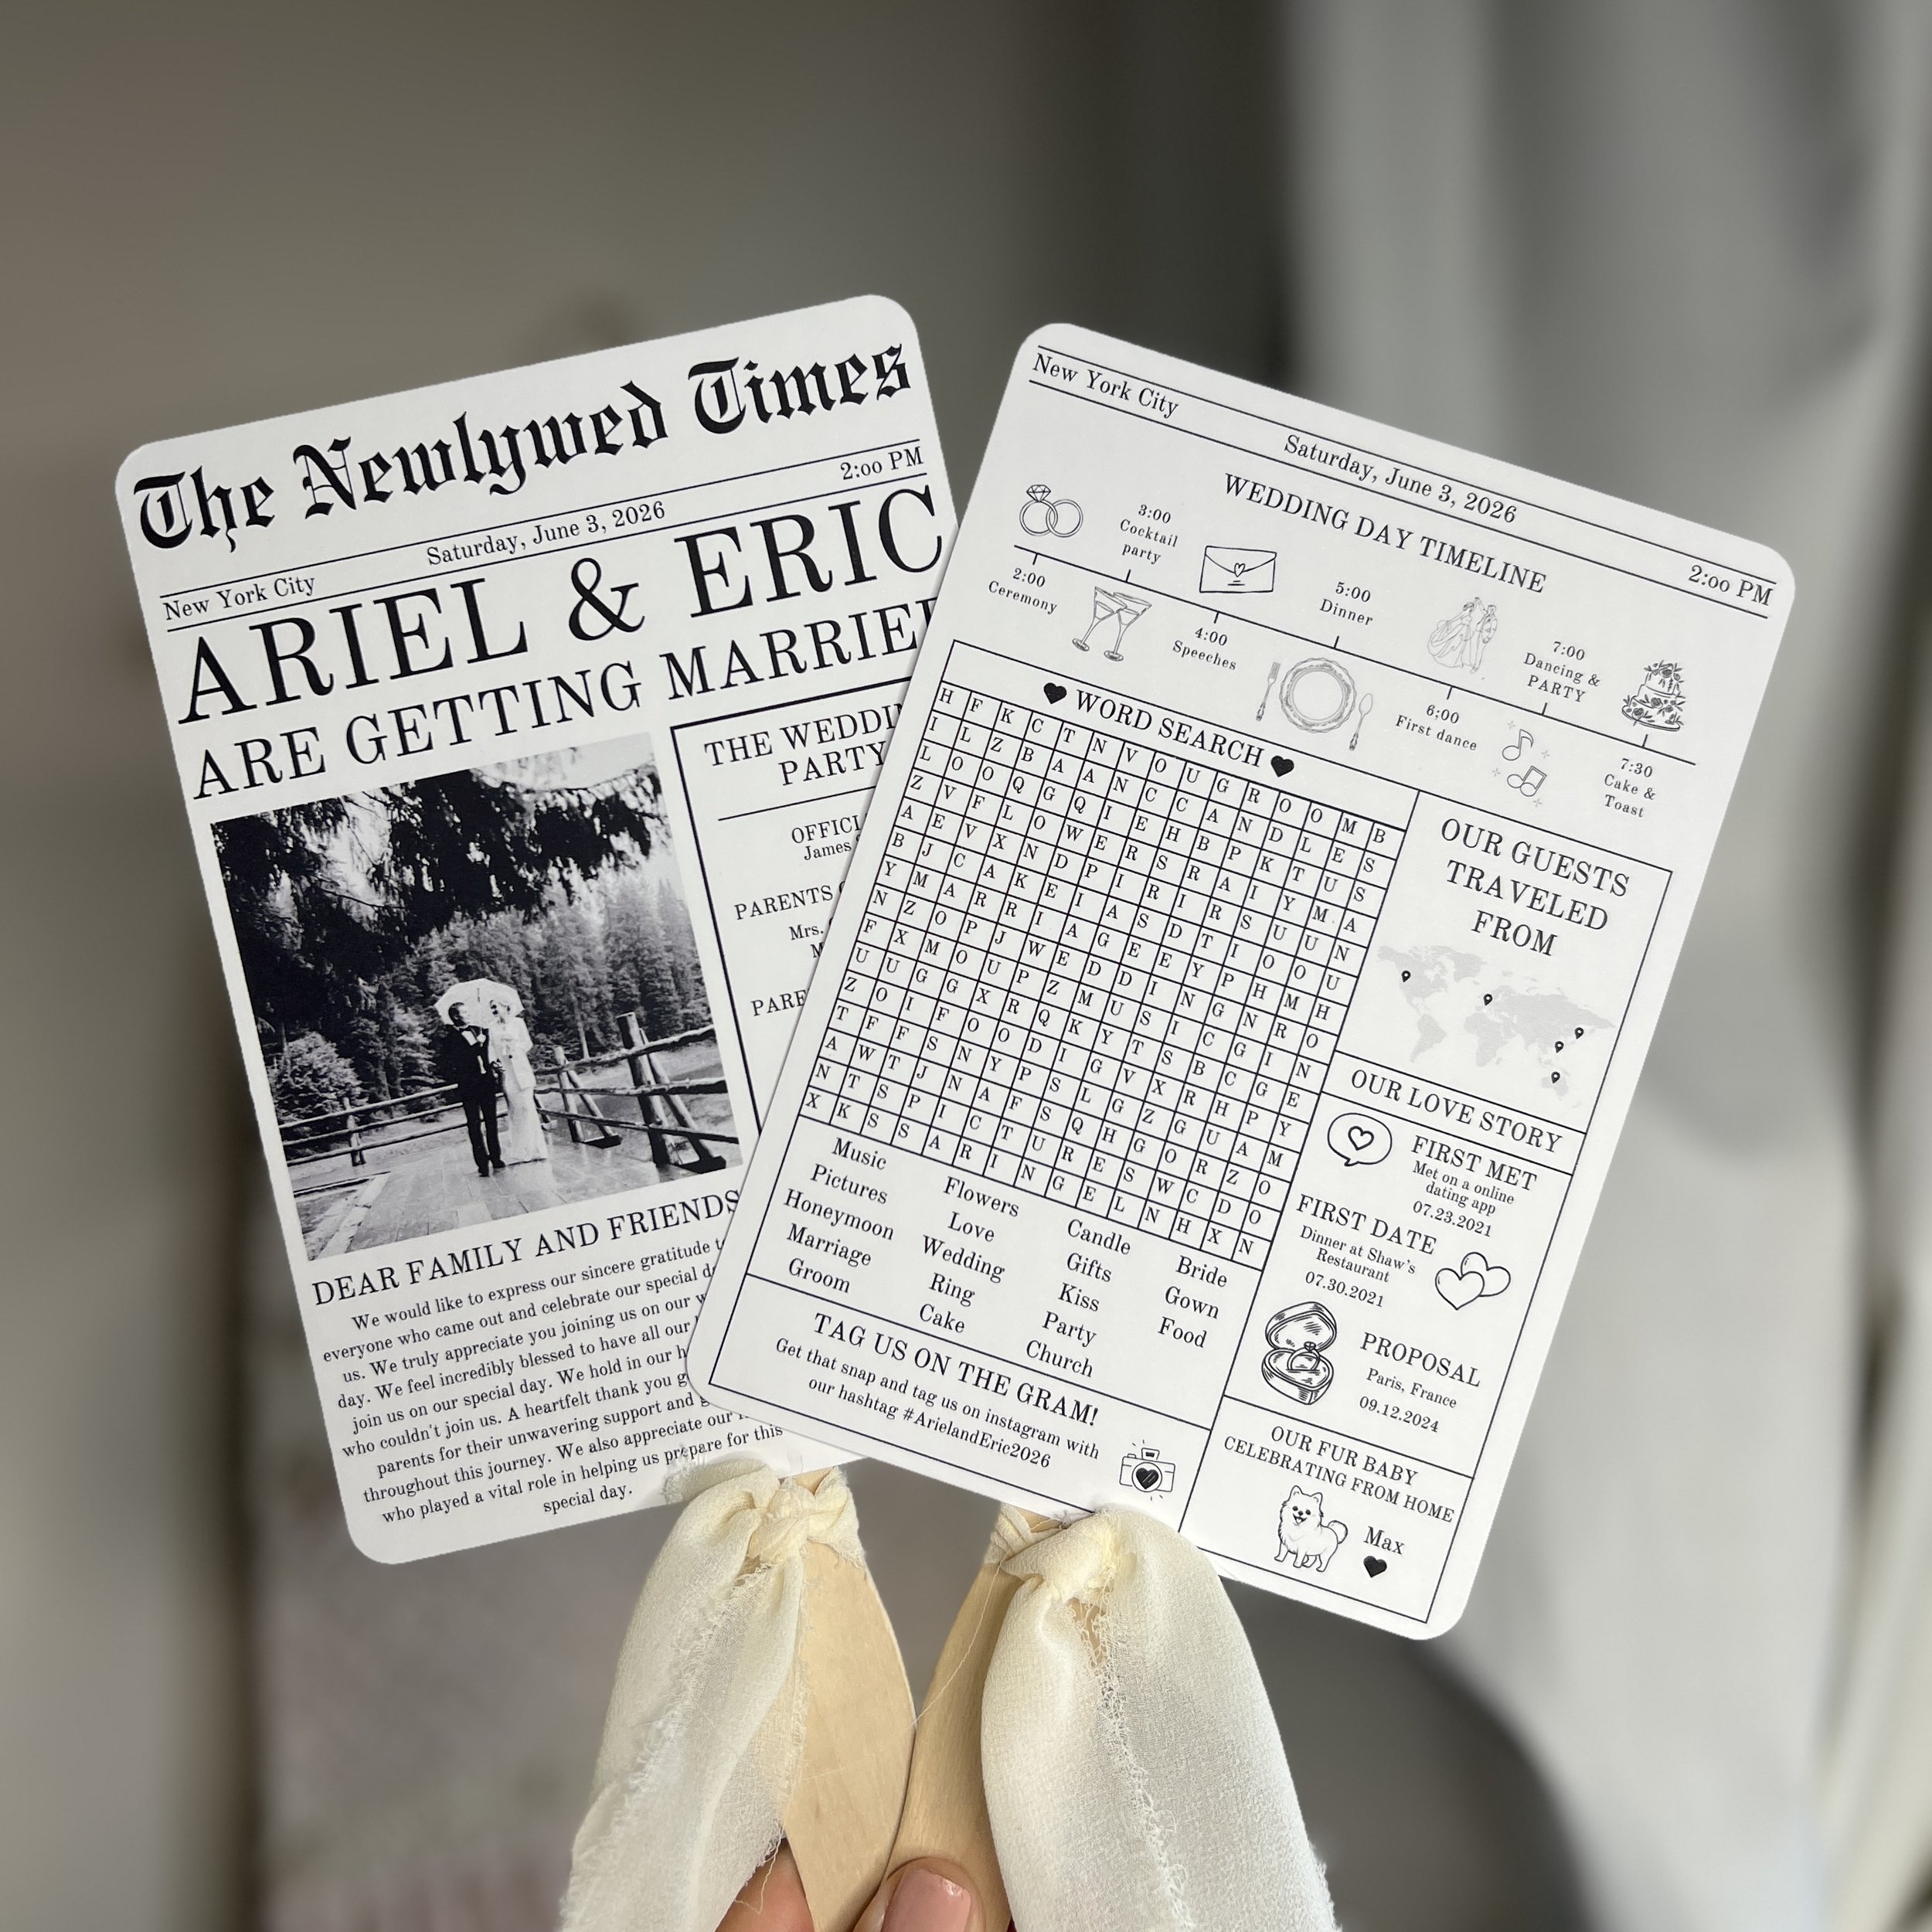 The Newlywed Times
New York City Saturday, June 3, 2026 2:00 PM
ARIEL & ERIC
ARE GETTING MARRIE
THE WEDDIN
PARTY
OFFICI
James
PARENTS
Mrs.
PARE
DEAR FAMILY AND FRIENDS
We would like to express our sincere gratitude t
everyone who came out and celebrate our special d
us. We truly appreciate you joining us on our w
day. We feel incredibly blessed to have all our
join us on our special day. We hold in our h
who couldn't join us. A heartfelt thank you g
parents for their unwavering support and g
throughout this journey. We also appreciate our
who played a vital role in helping us prepare for this
special day.
New York City Saturday, June 3, 2026 2:00 PM
WEDDING DAY TIMELINE
2:00
Ceremony
3:00
Cocktail
party
4:00
Speeches
5:00
Dinner
6:00
First dance
7:00
Dancing &
PARTY
7:30
Cake &
Toast
WORD SEARCH
H F K C T N V O U G R O O M B
I L Z B A A N C C A N D L E S
L O O Q G Q I E H B P K T U S
Z V F L O W E R S R A I Y M A
A E V X N D P I R I R S U U N
B J C A K E I A S D T I O O U
Y M A R R I A G E E Y P H M H
N Z O P J W E D D I N G N R O
F X M O U P Z M U S I C G I N
U U G G X R Q K Y T S B C G E
Z O I F O O D I G V X R H P Y
T F F S N Y P S L G Z G U A M
A W T J N A F S Q H G O R Z O
N T S P I C T U R E S W C D O
X K S S A R I N G E L N H X N
Music
Pictures
Honeymoon
Marriage
Groom
Flowers
Love
Wedding
Ring
Cake
Candle
Gifts
Kiss
Party
Church
Bride
Gown
Food
TAG US ON THE GRAM!
Get that snap and tag us on instagram with
our hashtag #ArielandEric2026
OUR GUESTS
TRAVELED
FROM
OUR LOVE STORY
FIRST MET
Met on a online
dating app
07.23.2021
FIRST DATE
Dinner at Shaw's
Restaurant
07.30.2021
PROPOSAL
Paris, France
09.12.2024
OUR FUR BABY
CELEBRATING FROM HOME
Max